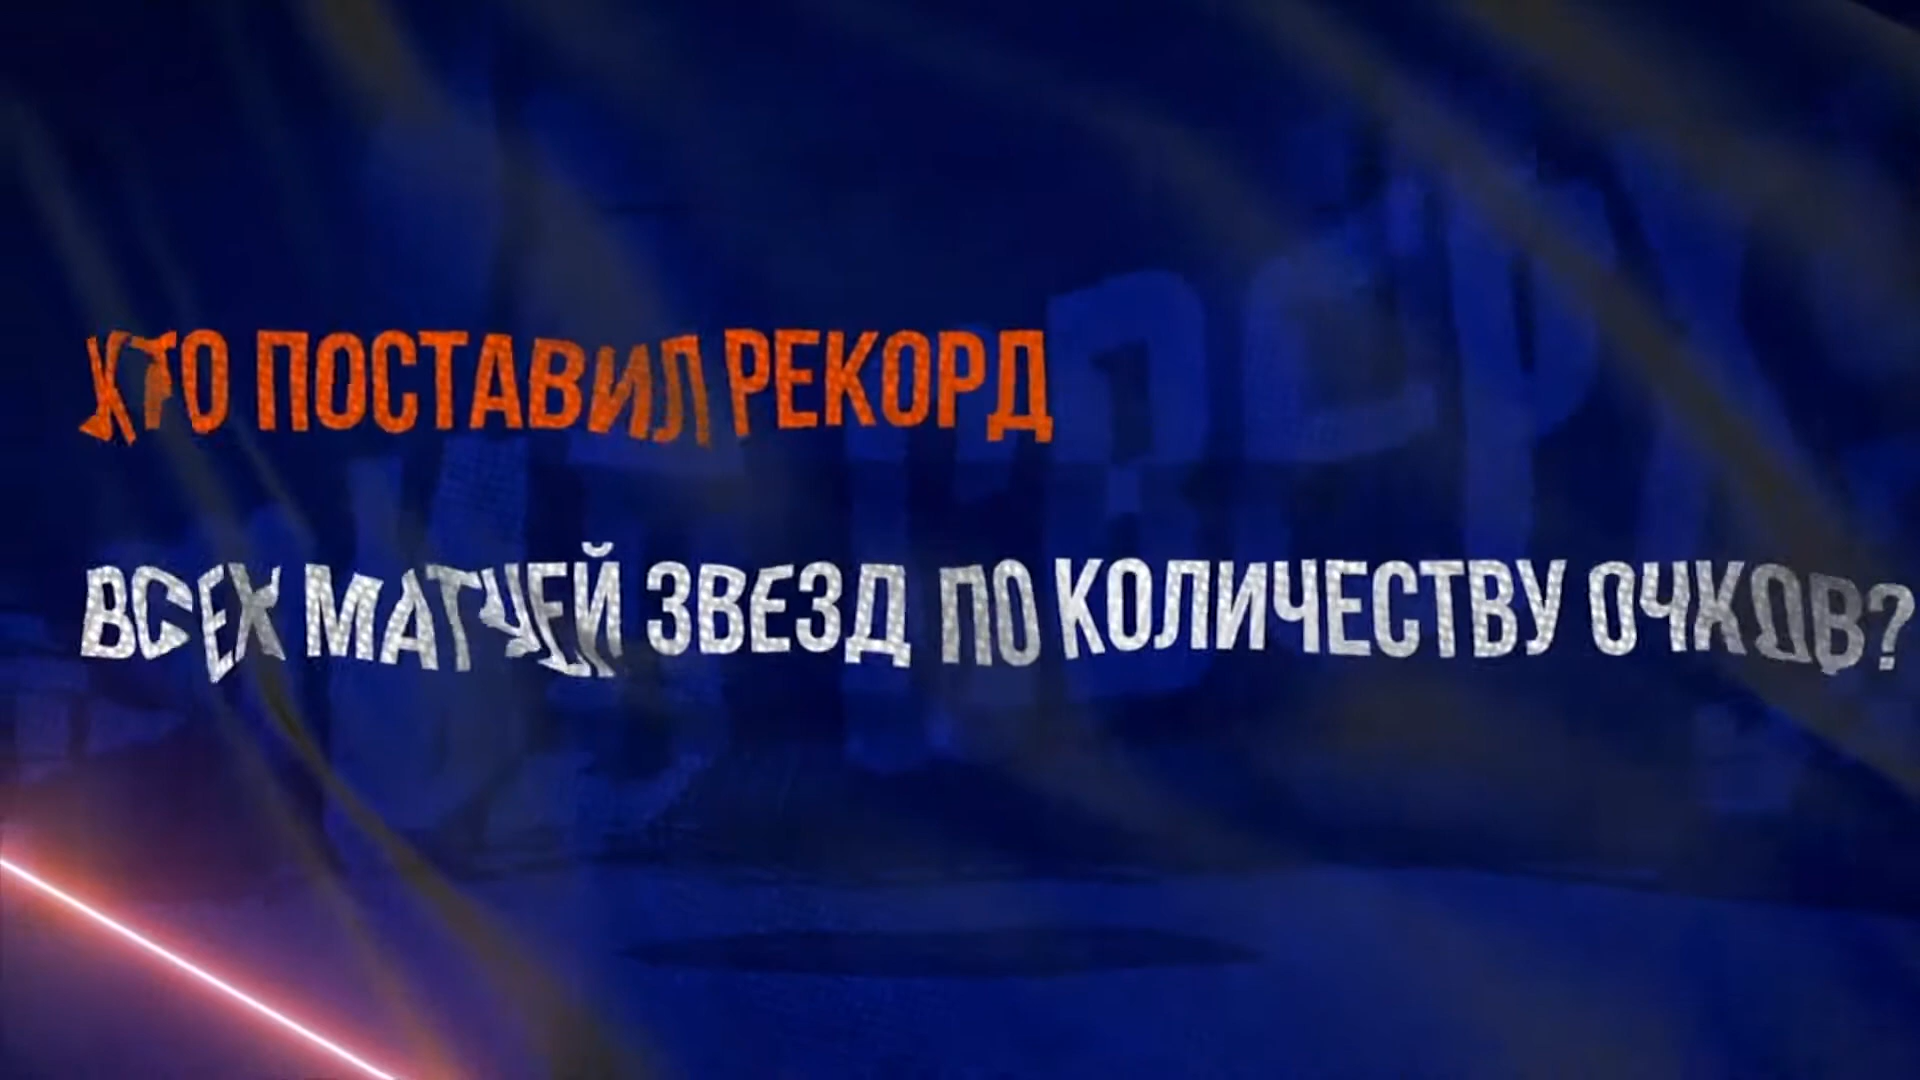 КТО ПОСТАВИЛ РЕКОРД
ВСЕХ МАТЧЕЙ ЗВЕЗД ПО КОЛИЧЕСТВУ ОЧКОВ?